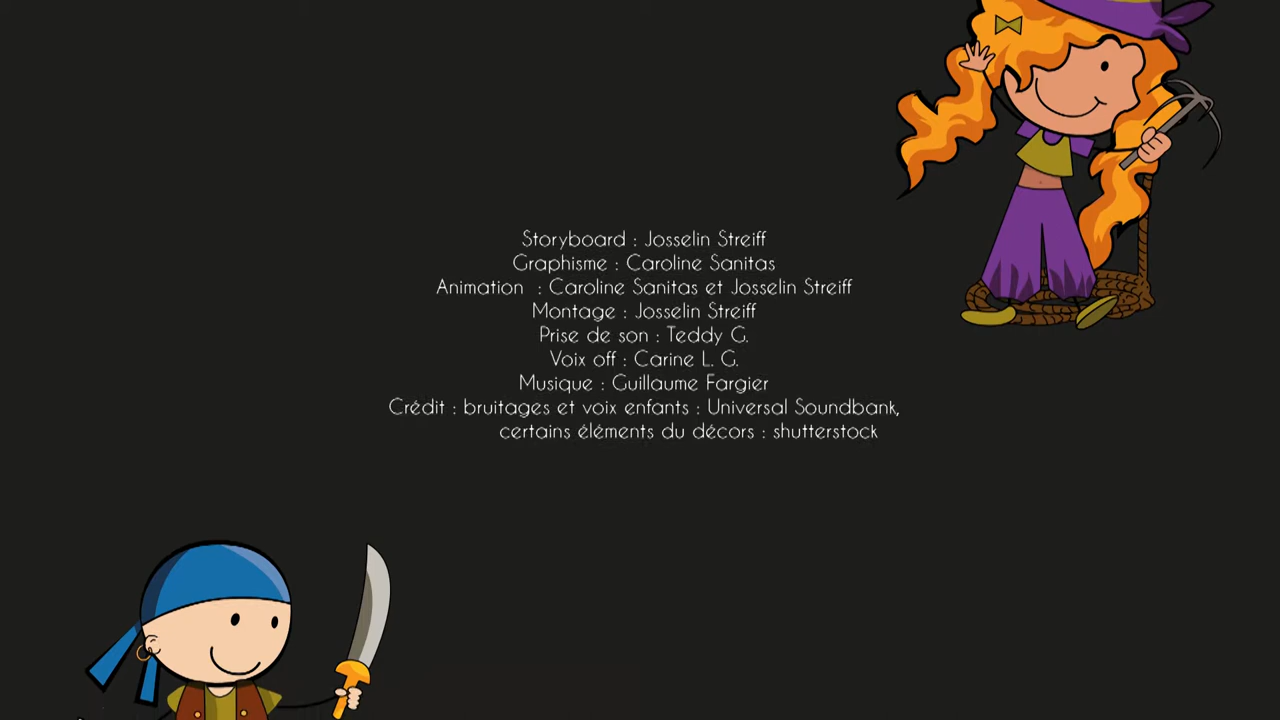 Storyboard : Josselin Streiff
Graphisme : Caroline Sanitas
Animation : Caroline Sanitas et Josselin Streiff
Montage : Josselin Streiff
Prise de son : Teddy G.
Voix off : Carine L. G.
Musique : Guillaume Fargier
Crédit : bruitages et voix enfants : Universal Soundbank,
certains éléments du décors : shutterstock